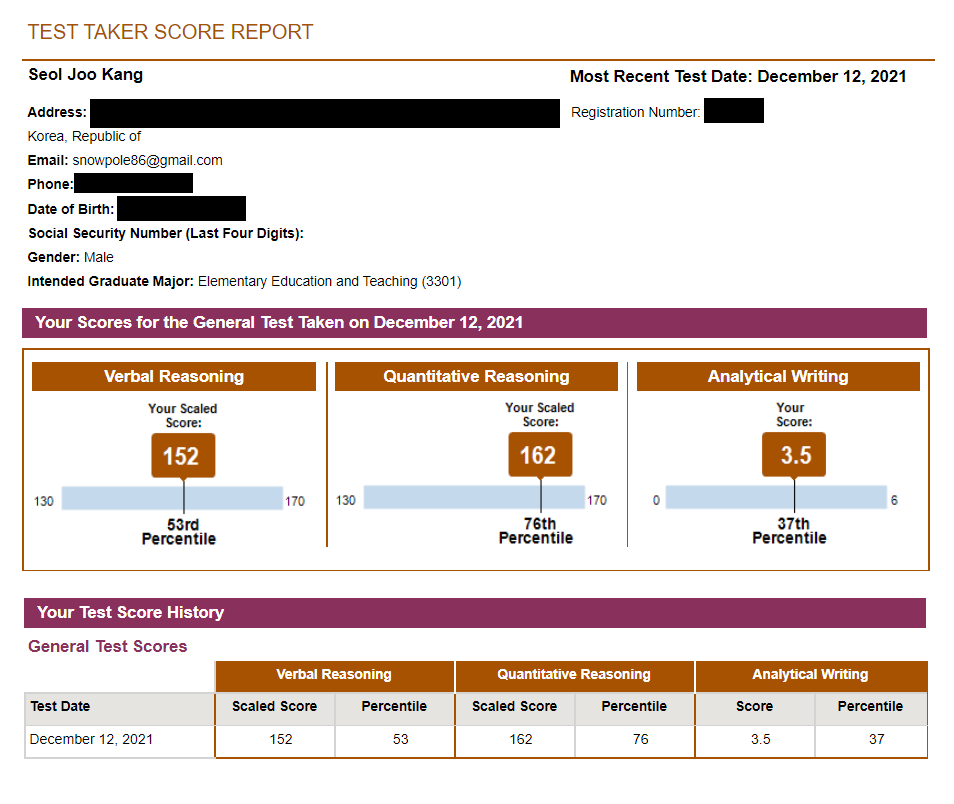 TEST TAKER SCORE REPORT
Seol Joo Kang
Most Recent Test Date: December 12, 2021
Address:
Registration Number:
Korea, Republic of
Email: snowpole86@gmail.com
Phone:
Date of Birth:
Social Security Number (Last Four Digits):
Gender: Male
Intended Graduate Major: Elementary Education and Teaching (3301)
Your Scores for the General Test Taken on December 12, 2021
Verbal Reasoning
Your Scaled
Score:
152
130 170
53rd
Percentile
Quantitative Reasoning
Your Scaled
Score:
162
130 170
76th
Percentile
Analytical Writing
Your
Score:
3.5
0 6
37th
Percentile
Your Test Score History
General Test Scores
Verbal Reasoning Quantitative Reasoning Analytical Writing
Test Date Scaled Score Percentile Scaled Score Percentile Score Percentile
December 12, 2021 152 53 162 76 3.5 37